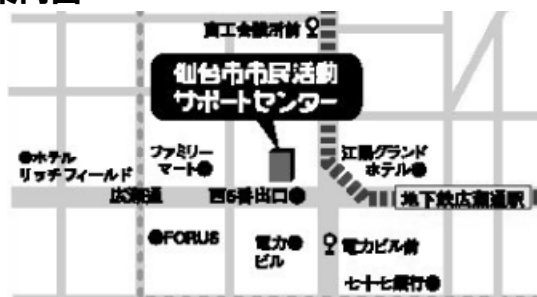 案内図
商工会議所前
仙台市市民活動
サポートセンター
ホテル
リッチフィールド
ファミリー
マート
江陽グランド
ホテル
広瀬通
西5番出口
地下鉄広瀬通駅
FORUS
電力
ビル
電力ビル前
七十七銀行